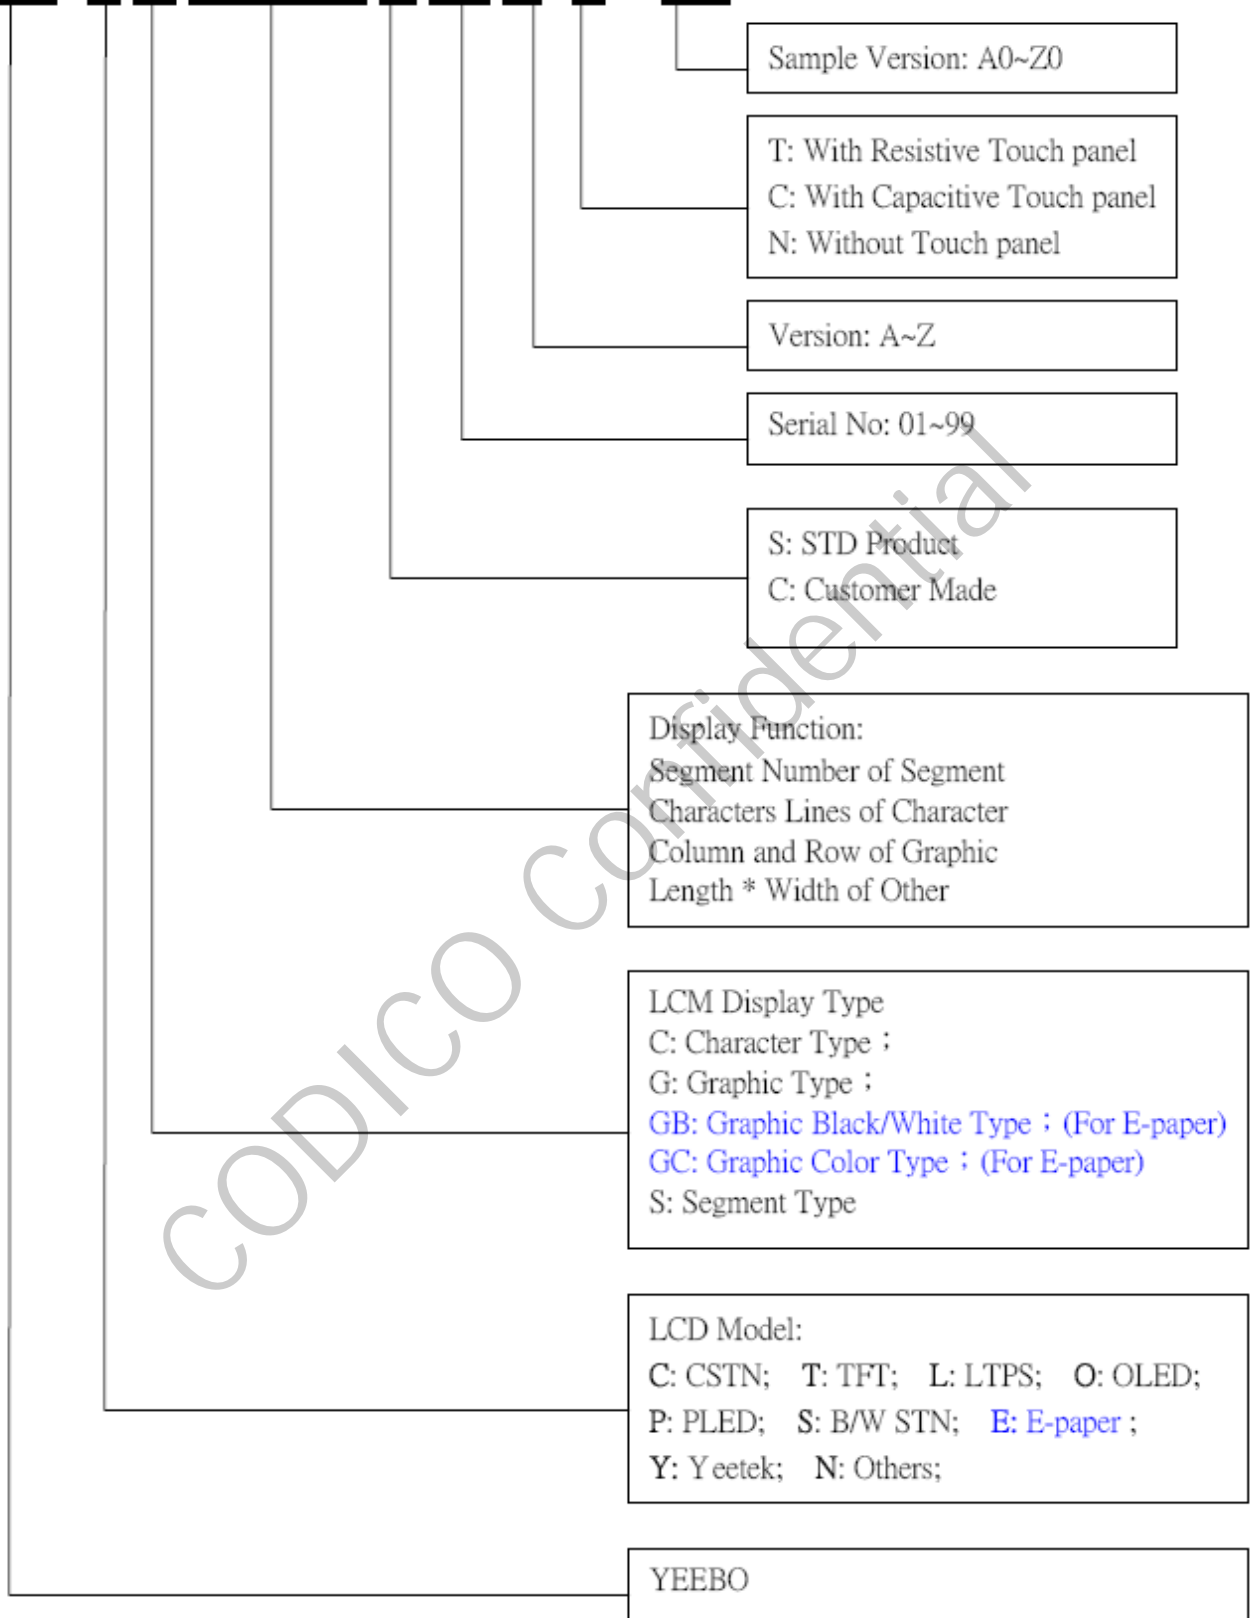 Sample Version: A0~Z0
T: With Resistive Touch panel
C: With Capacitive Touch panel
N: Without Touch panel
Version: A~Z
Serial No: 01~99
S: STD Product
C: Customer Made
Display Function:
Segment Number of Segment
Characters Lines of Character
Column and Row of Graphic
Length * Width of Other
LCM Display Type
C: Character Type；
G: Graphic Type；
GB: Graphic Black/White Type；(For E-paper)
GC: Graphic Color Type；(For E-paper)
S: Segment Type
LCD Model:
C: CSTN; T: TFT; L: LTPS; O: OLED;
P: PLED; S: B/W STN; E: E-paper ;
Y: Yeetek; N: Others;
YEEBO
CODICO Confidential